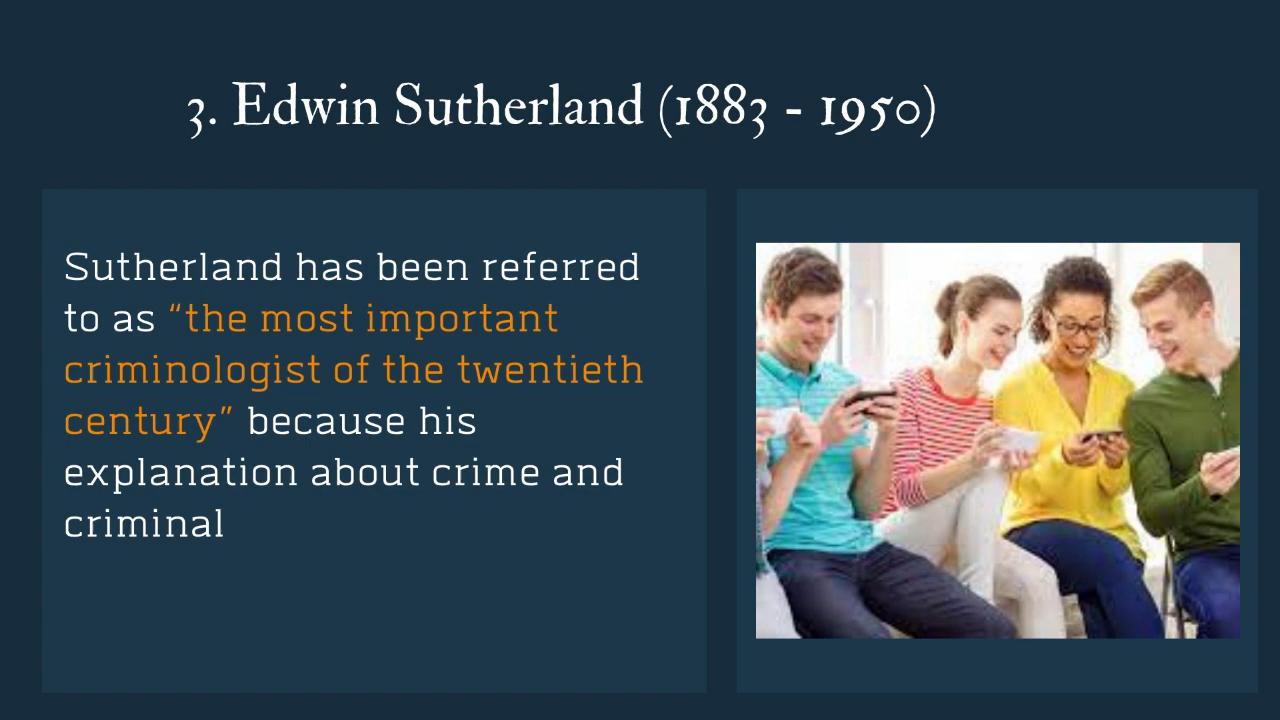 3. Edwin Sutherland (1883 - 1950)
Sutherland has been referred
to as “the most important
criminologist of the twentieth
century” because his
explanation about crime and
criminal